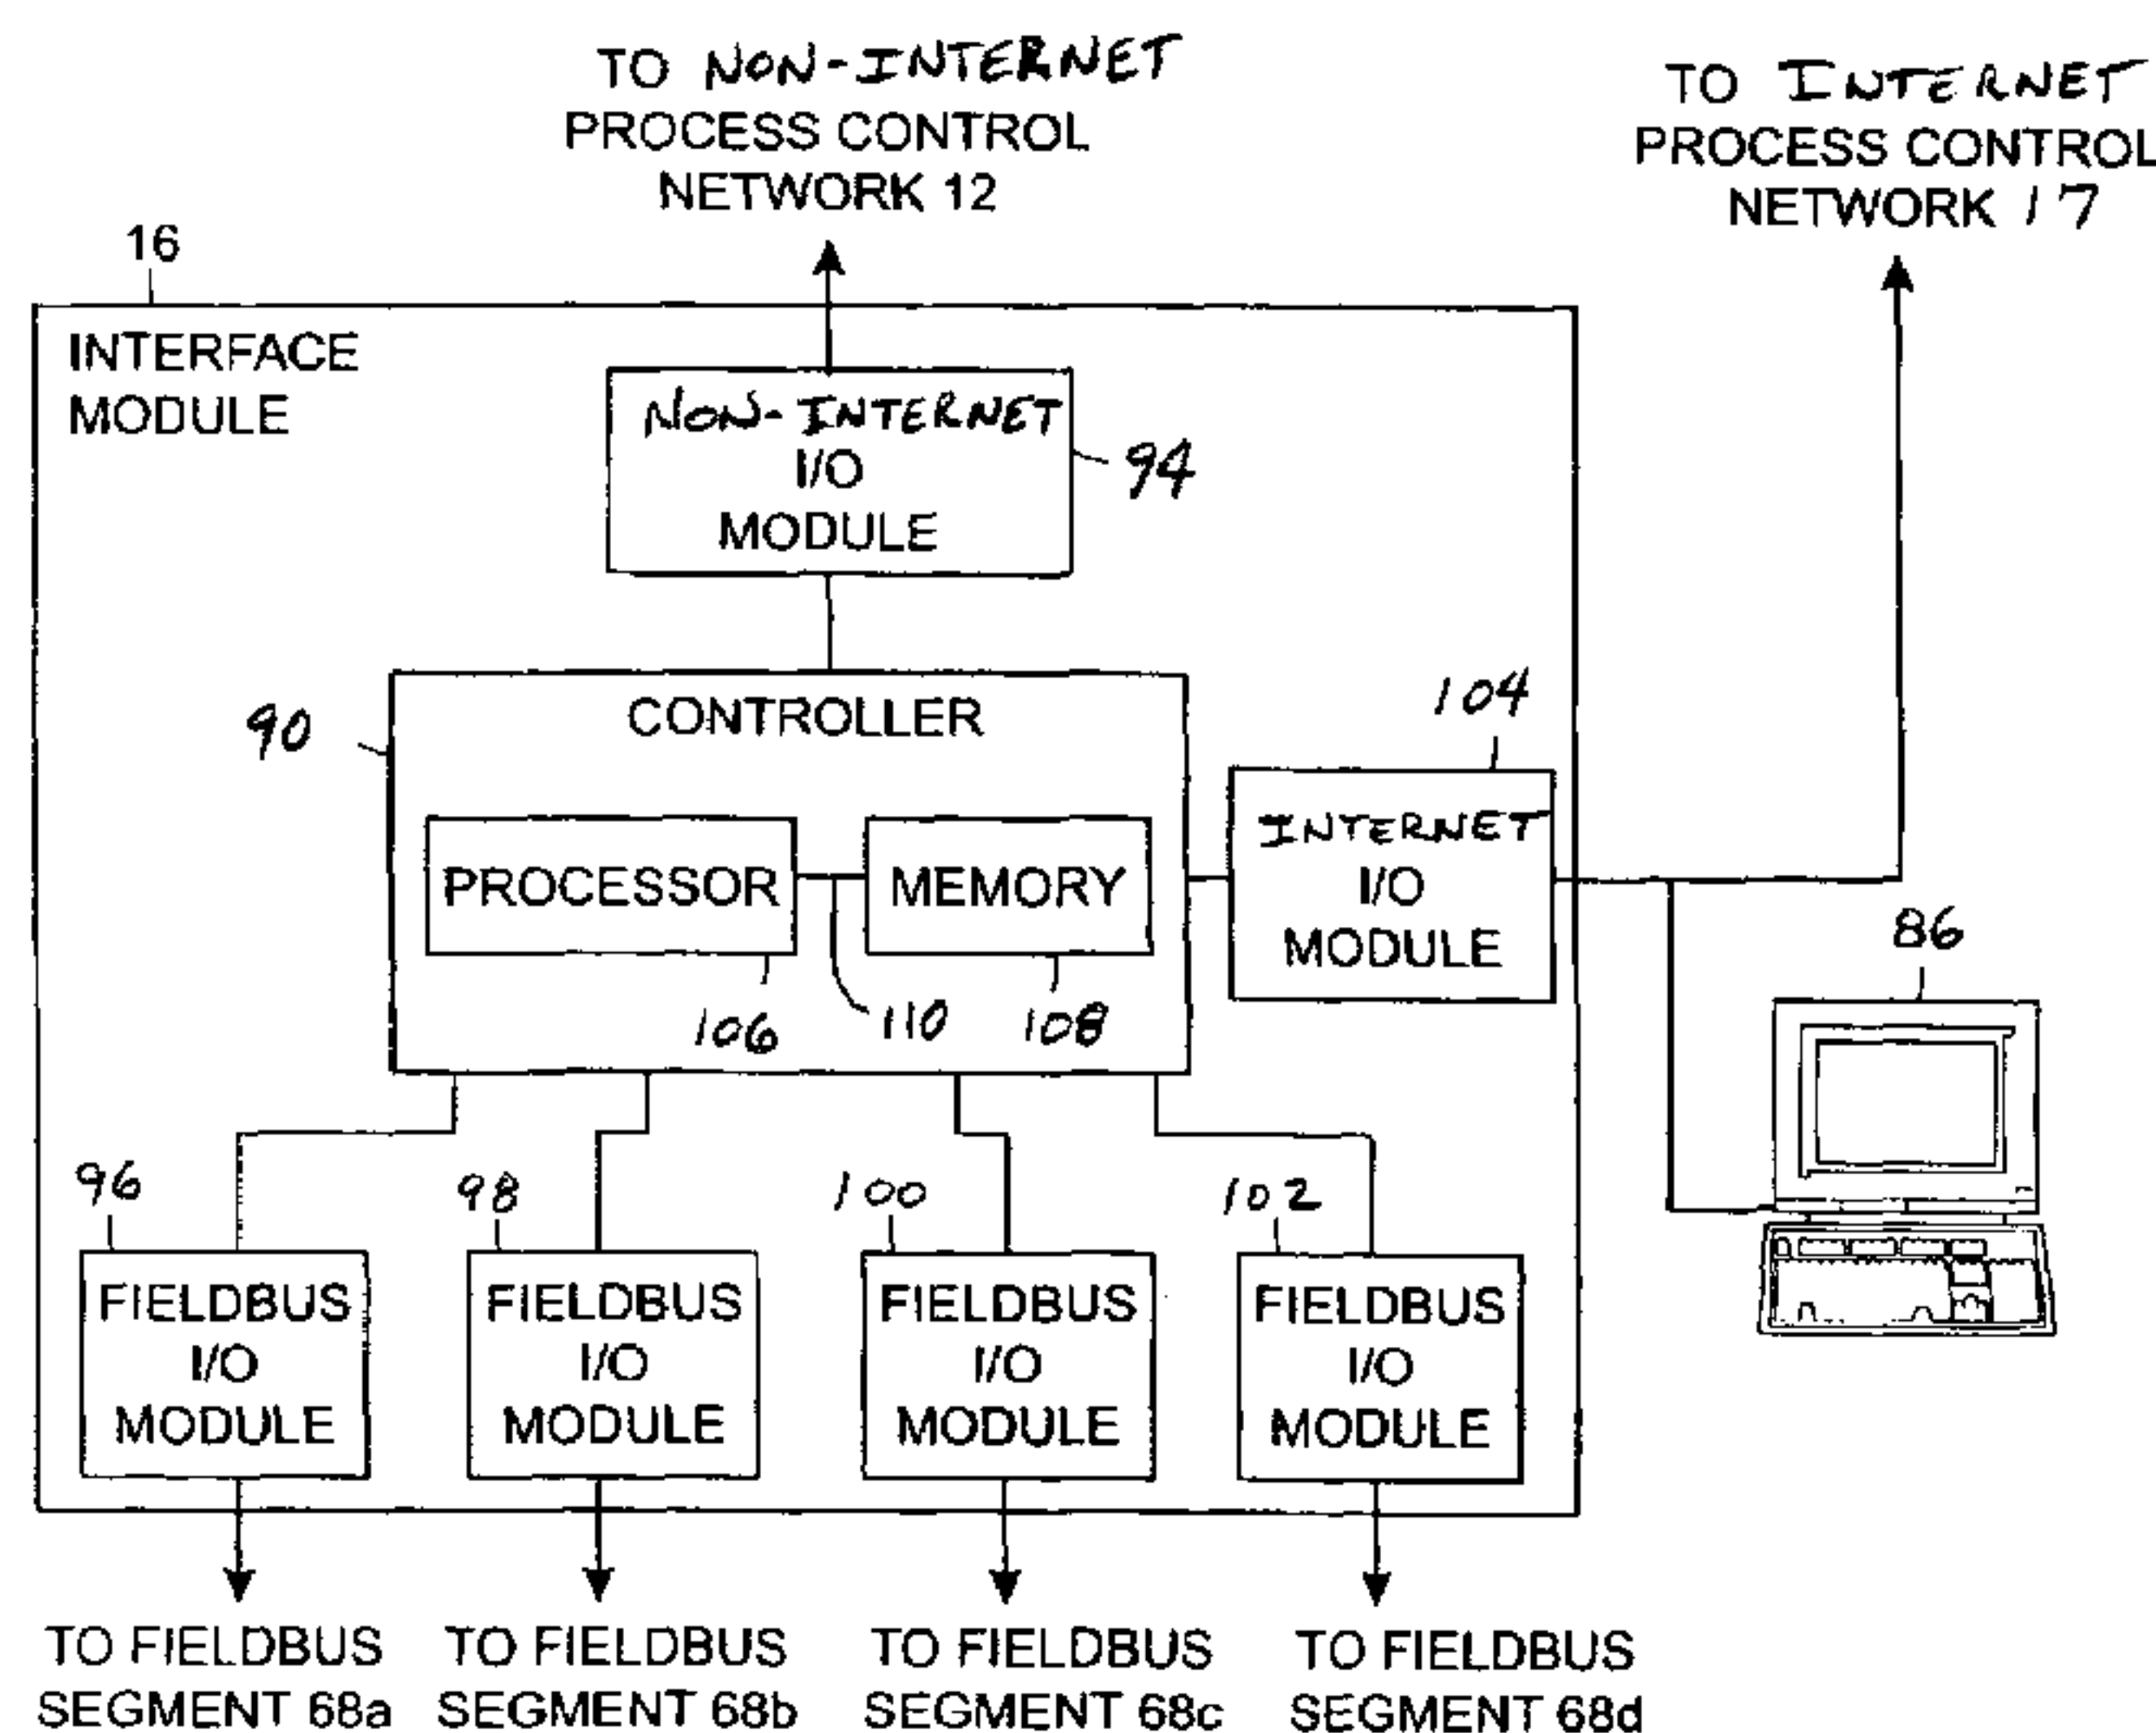 TO NON-INTERNET
PROCESS CONTROL
NETWORK 12
TO INTERNET
PROCESS CONTROL
NETWORK 17
16
INTERFACE
MODULE
NON-INTERNET
I/O
MODULE
94
90
CONTROLLER
104
PROCESSOR
MEMORY
INTERNET
I/O
MODULE
106
110
108
86
96
98
100
102
FIELDBUS
I/O
MODULE
FIELDBUS
I/O
MODULE
FIELDBUS
I/O
MODULE
FIELDBUS
I/O
MODULE
TO FIELDBUS
SEGMENT 68a
TO FIELDBUS
SEGMENT 68b
TO FIELDBUS
SEGMENT 68c
TO FIELDBUS
SEGMENT 68d